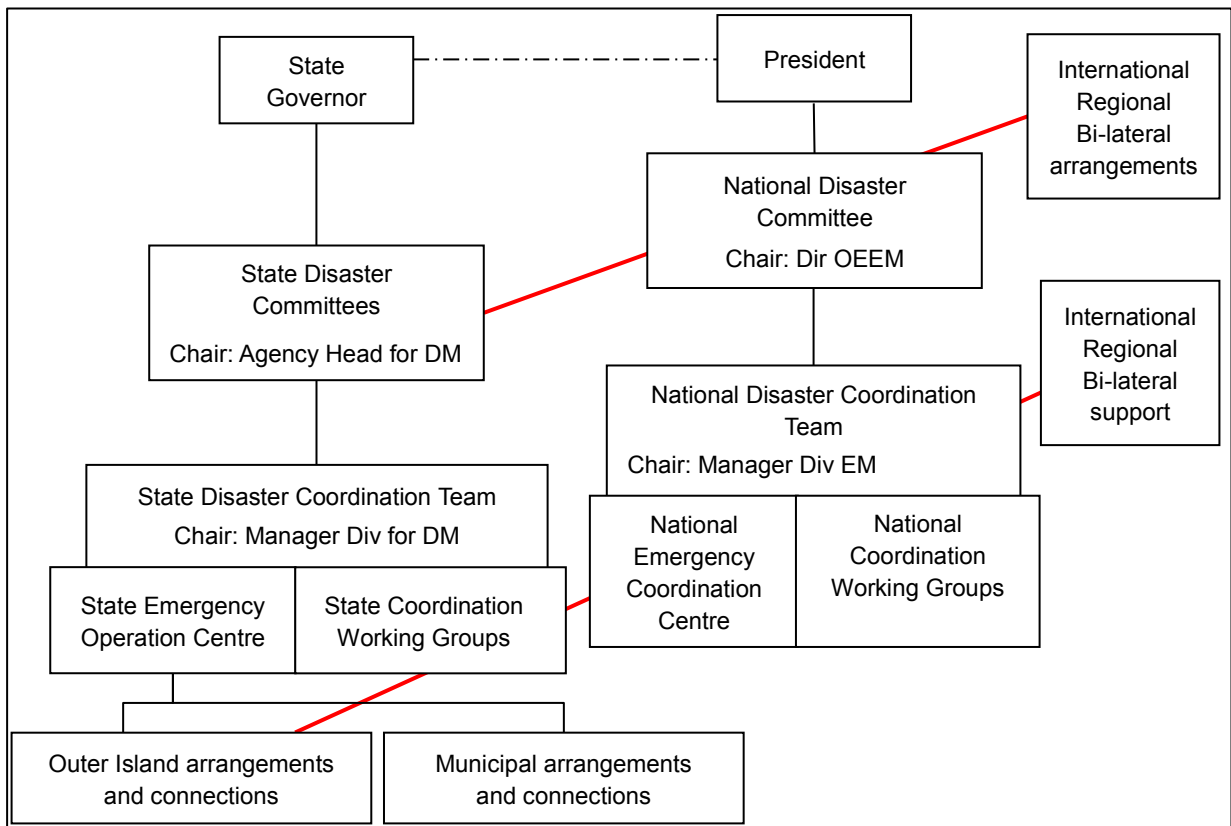 State
Governor
President
International
Regional
Bi-lateral
arrangements
National Disaster
Committee
Chair: Dir OEEM
State Disaster
Committees
Chair: Agency Head for DM
International
Regional
Bi-lateral
support
National Disaster Coordination
Team
Chair: Manager Div EM
State Disaster Coordination Team
Chair: Manager Div for DM
National
Emergency
Coordination
Centre
National
Coordination
Working Groups
State Emergency
Operation Centre
State Coordination
Working Groups
Outer Island arrangements
and connections
Municipal arrangements
and connections